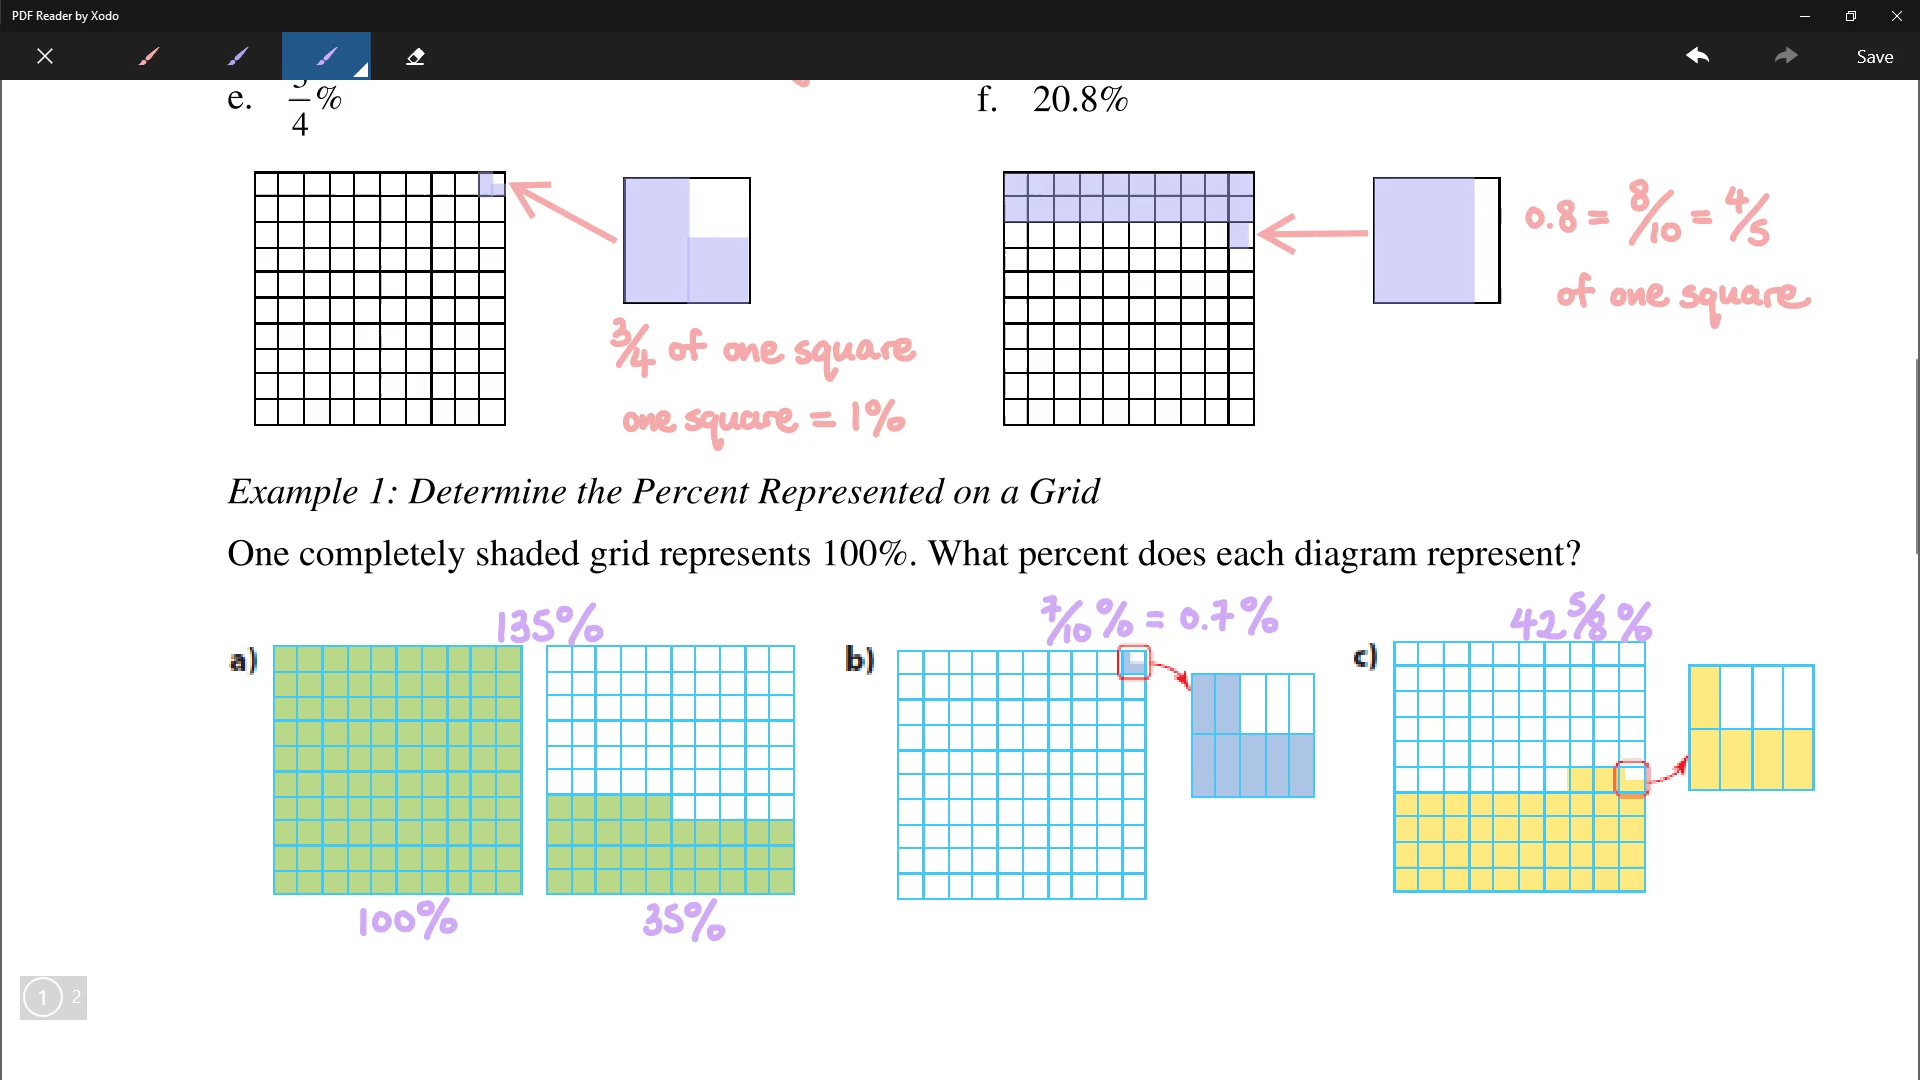 PDF Reader by Xodo
Save
e. 3/4 %
f. 20.8%
0.8 = 8/10 = 4/5
of one square
3/4 of one square
one square = 1%
Example 1: Determine the Percent Represented on a Grid
One completely shaded grid represents 100%. What percent does each diagram represent?
135%
7/10 % = 0.7%
42 5/8 %
a)
b)
c)
100%
35%
1 2